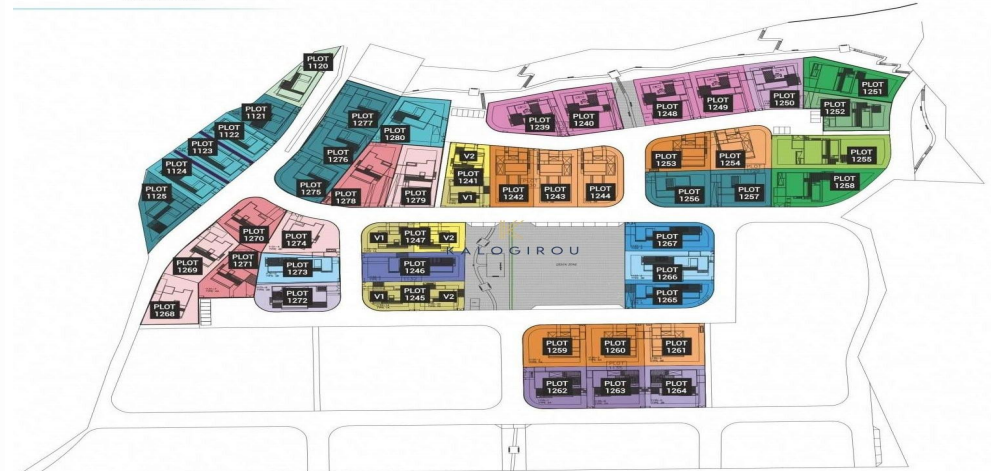 PLOT
1120
PLOT
1121
PLOT
1122
PLOT
1123
PLOT
1124
PLOT
1125
PLOT
1277
PLOT
1280
PLOT
1276
PLOT
1275
PLOT
1278
PLOT
1279
PLOT
1239
PLOT
1240
PLOT
1248
PLOT
1249
PLOT
1250
PLOT
1251
PLOT
1252
V2
PLOT
1241
V1
PLOT
1242
PLOT
1243
PLOT
1244
PLOT
1253
PLOT
1254
PLOT
1255
PLOT
1256
PLOT
1257
PLOT
1258
PLOT
1270
PLOT
1274
PLOT
1269
PLOT
1271
PLOT
1273
PLOT
1272
PLOT
1268
V1
PLOT
1247
V2
PLOT
1246
V1
PLOT
1245
V2
KALOGIROU
PLOT
1267
PLOT
1266
PLOT
1265
PLOT
1259
PLOT
1260
PLOT
1261
PLOT
1262
PLOT
1263
PLOT
1264